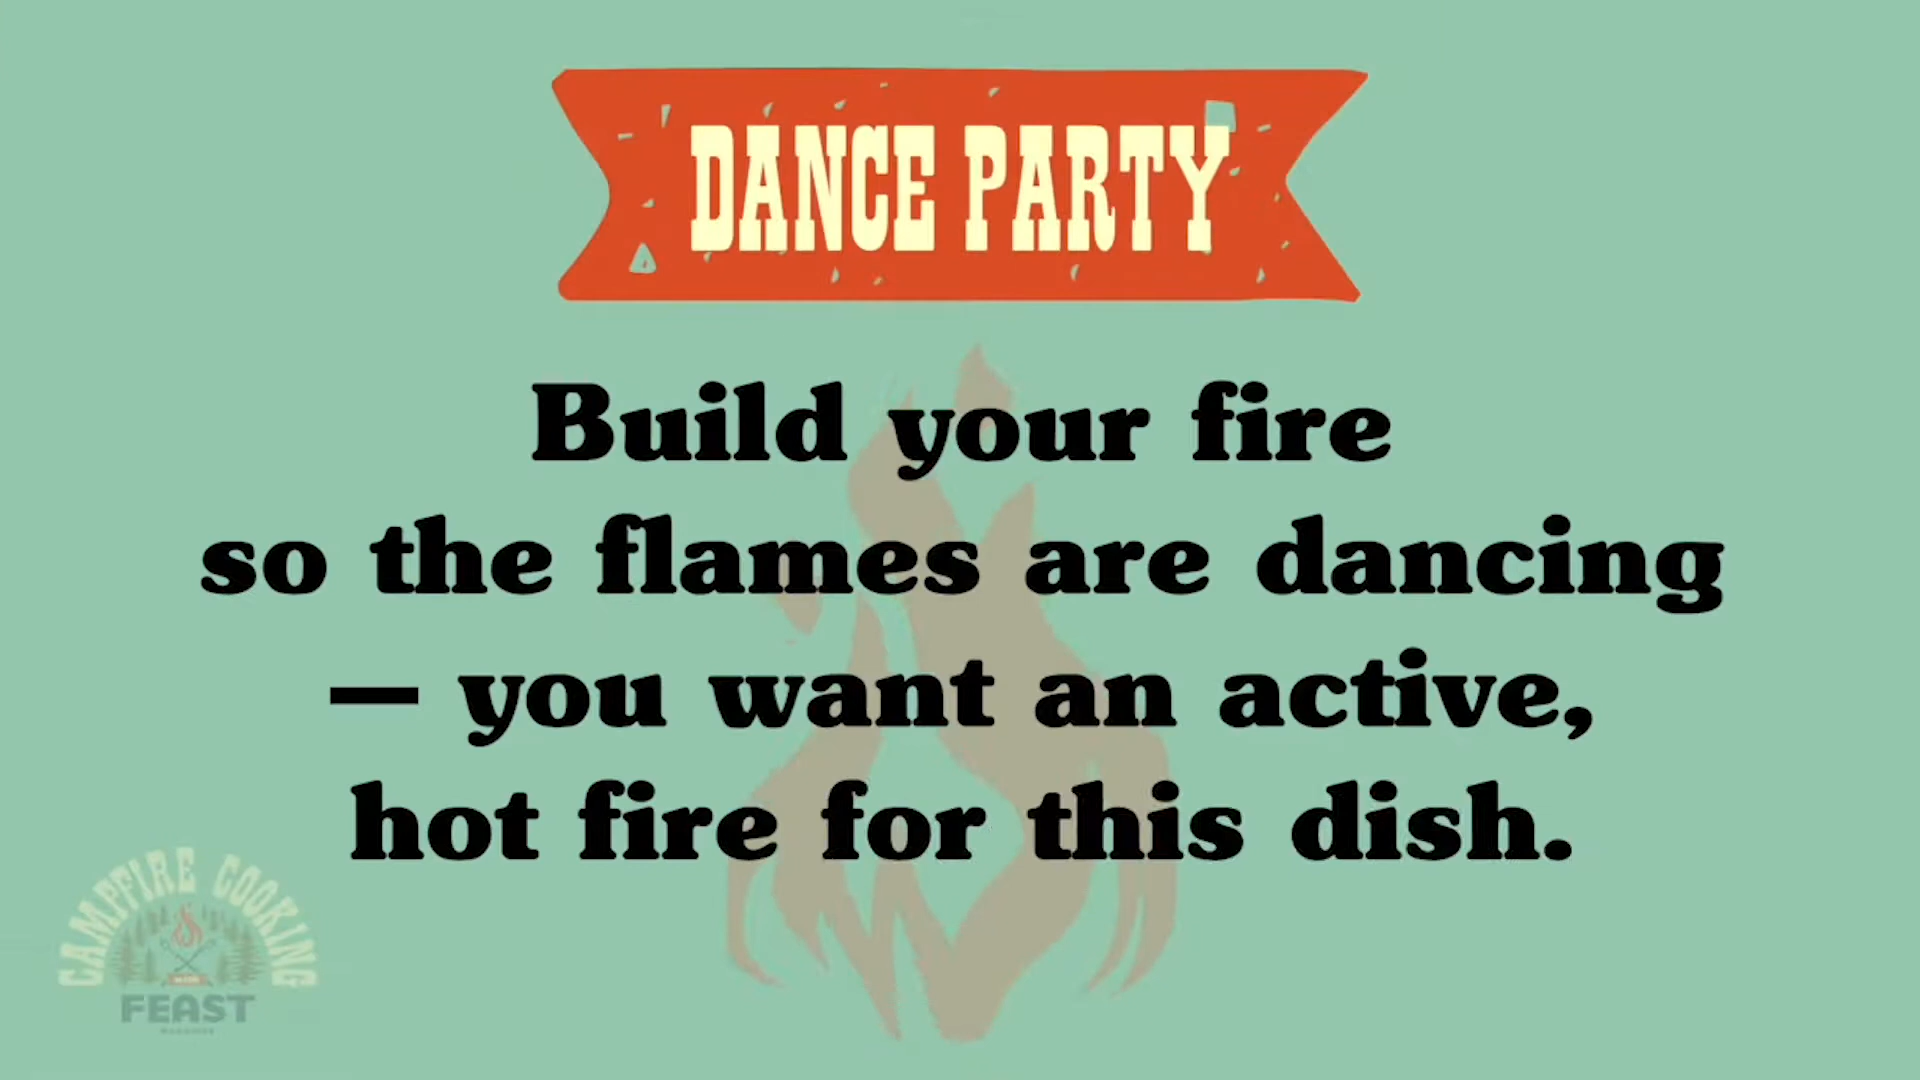 DANCE PARTY
Build your fire
so the flames are dancing
— you want an active,
hot fire for this dish.
CAMPFIRE COOKING
FEAST